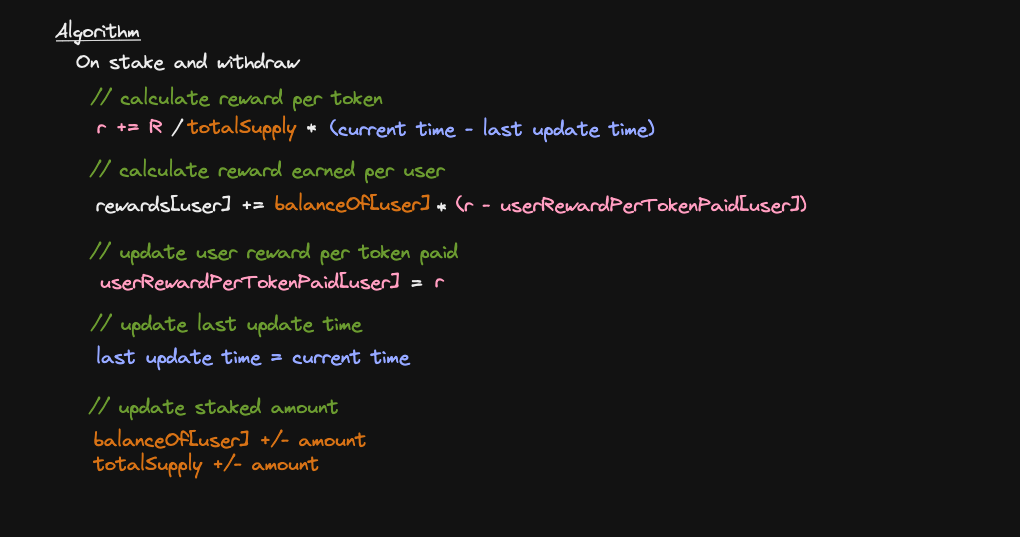 Algorithm
On stake and withdraw
// calculate reward per token
r += R / totalSupply * (current time - last update time)
// calculate reward earned per user
rewards[user] += balanceOf[user] * (r - userRewardPerTokenPaid[user])
// update user reward per token paid
userRewardPerTokenPaid[user] = r
// update last update time
last update time = current time
// update staked amount
balanceOf[user] +/- amount
totalSupply +/- amount